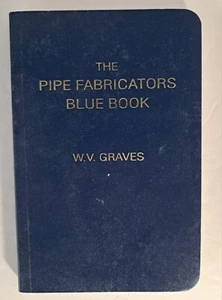 THE
PIPE FABRICATORS
BLUE BOOK
W.V. GRAVES